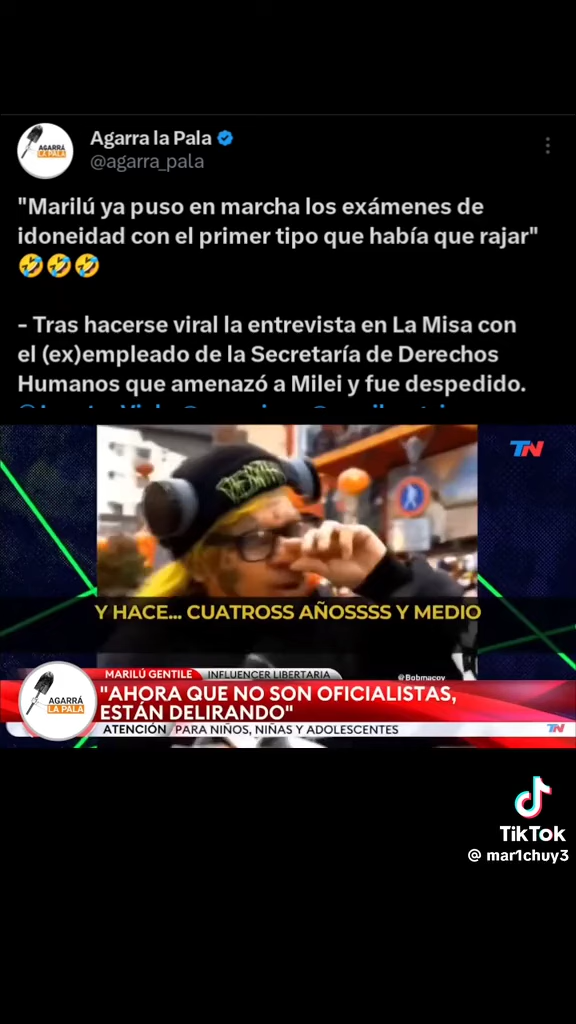 AGARRÁ
LA PALA
Agarra la Pala
@agarra_pala
"Marilú ya puso en marcha los exámenes de
idoneidad con el primer tipo que había que rajar"
🤣🤣🤣
- Tras hacerse viral la entrevista en La Misa con
el (ex)empleado de la Secretaría de Derechos
Humanos que amenazó a Milei y fue despedido.
TN
Y HACE... CUATROSS AÑOSSSS Y MEDIO
@Bobmacoy
MARILÚ GENTILE INFLUENCER LIBERTARIA
AGARRÁ
LA PALA
"AHORA QUE NO SON OFICIALISTAS,
ESTÁN DELIRANDO"
ATENCIÓN PARA NIÑOS, NIÑAS Y ADOLESCENTES
TN
TikTok
@ mar1chuy3